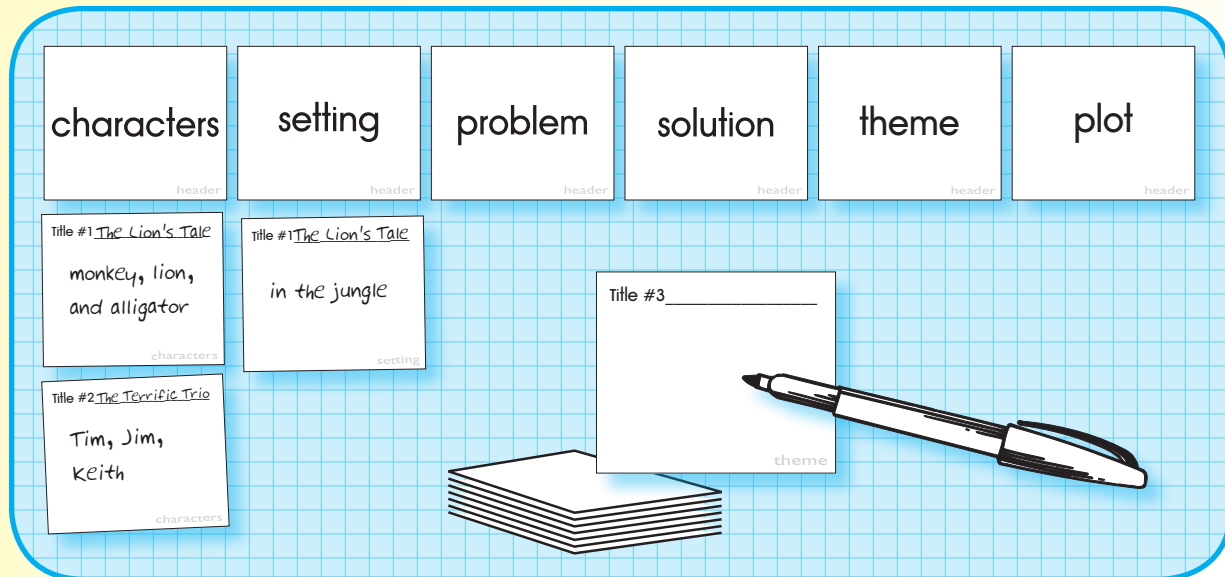 characters
header
setting
header
problem
header
solution
header
theme
header
plot
header
Title #1 The Lion's Tale
monkey, lion,
and alligator
characters
Title #1 The Lion's Tale
in the jungle
setting
Title #2 The Terrific Trio
Tim, Jim,
Keith
characters
Title #3__________________
theme